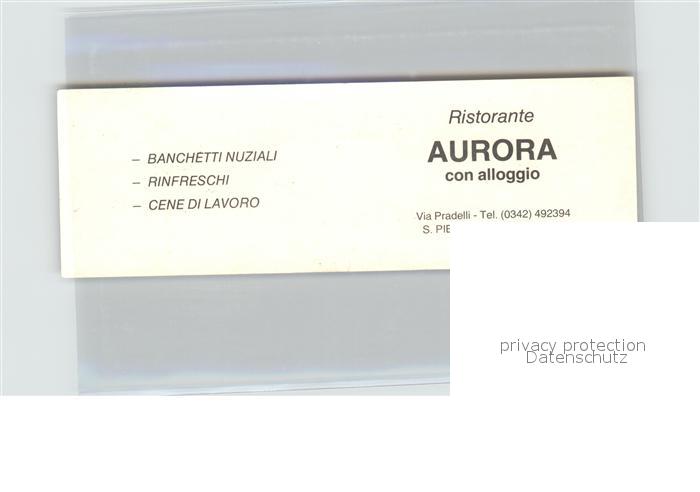 – BANCHETTI NUZIALI
– RINFRESCHI
– CENE DI LAVORO
Ristorante
AURORA
con alloggio
Via Pradelli - Tel. (0342) 492394
S.
privacy protection
Datenschutz